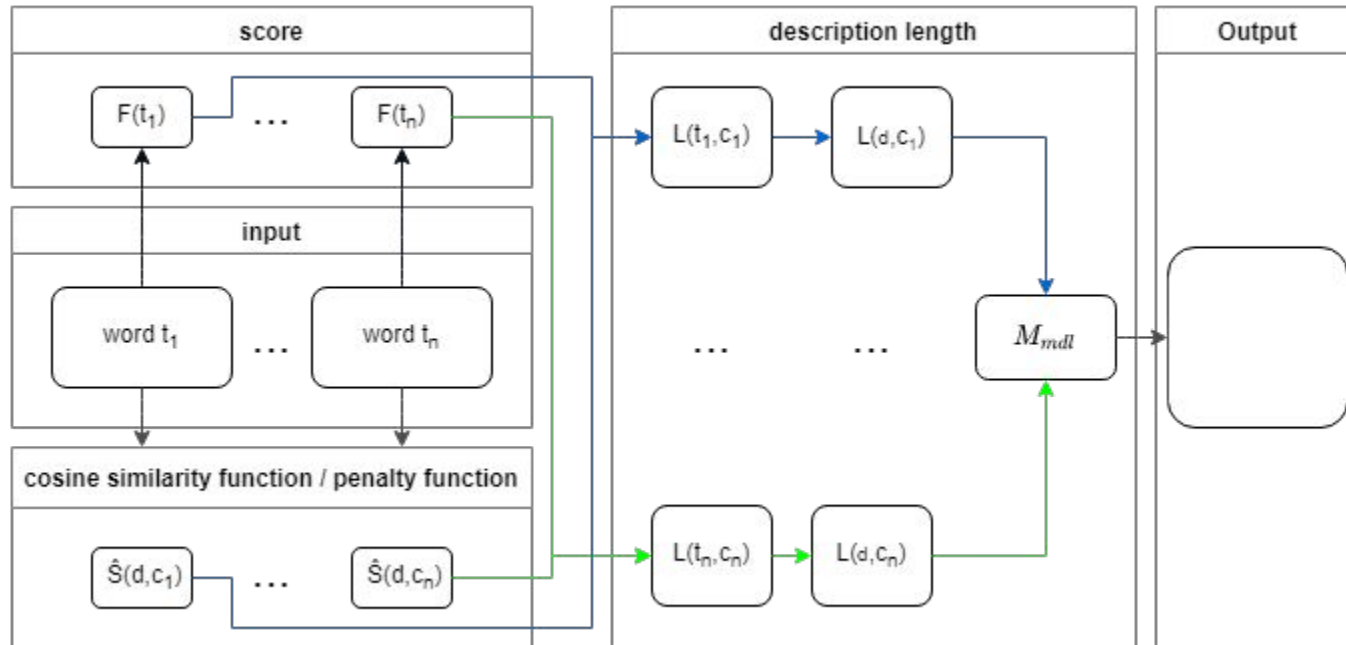 score
F(t₁)
...
F(tₙ)
input
word t₁
...
word tₙ
cosine similarity function / penalty function
Ŝ(d,c₁)
...
Ŝ(d,cₙ)
description length
L(t₁,c₁)
L(d,c₁)
...
...
M_mdl
L(tₙ,cₙ)
L(d,cₙ)
Output